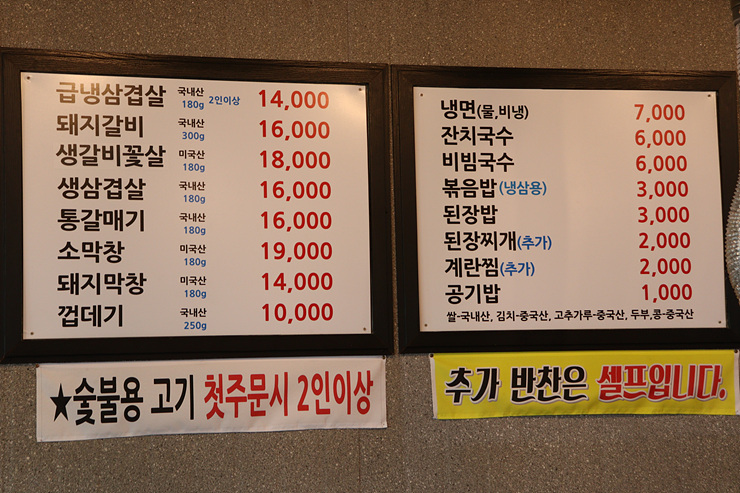 급냉삼겹살 국내산 180g 2인이상 14,000
돼지갈비 국내산 300g 16,000
생갈비꽃살 미국산 180g 18,000
생삼겹살 국내산 180g 16,000
통갈매기 국내산 180g 16,000
소막창 미국산 180g 19,000
돼지막창 미국산 180g 14,000
껍데기 국내산 250g 10,000
★숯불용 고기 첫주문시 2인이상
냉면(물,비냉) 7,000
잔치국수 6,000
비빔국수 6,000
볶음밥(냉삼용) 3,000
된장밥 3,000
된장찌개(추가) 2,000
계란찜(추가) 2,000
공기밥 1,000
쌀-국내산, 김치-중국산, 고추가루-중국산, 두부,콩-중국산
추가 반찬은 셀프입니다.